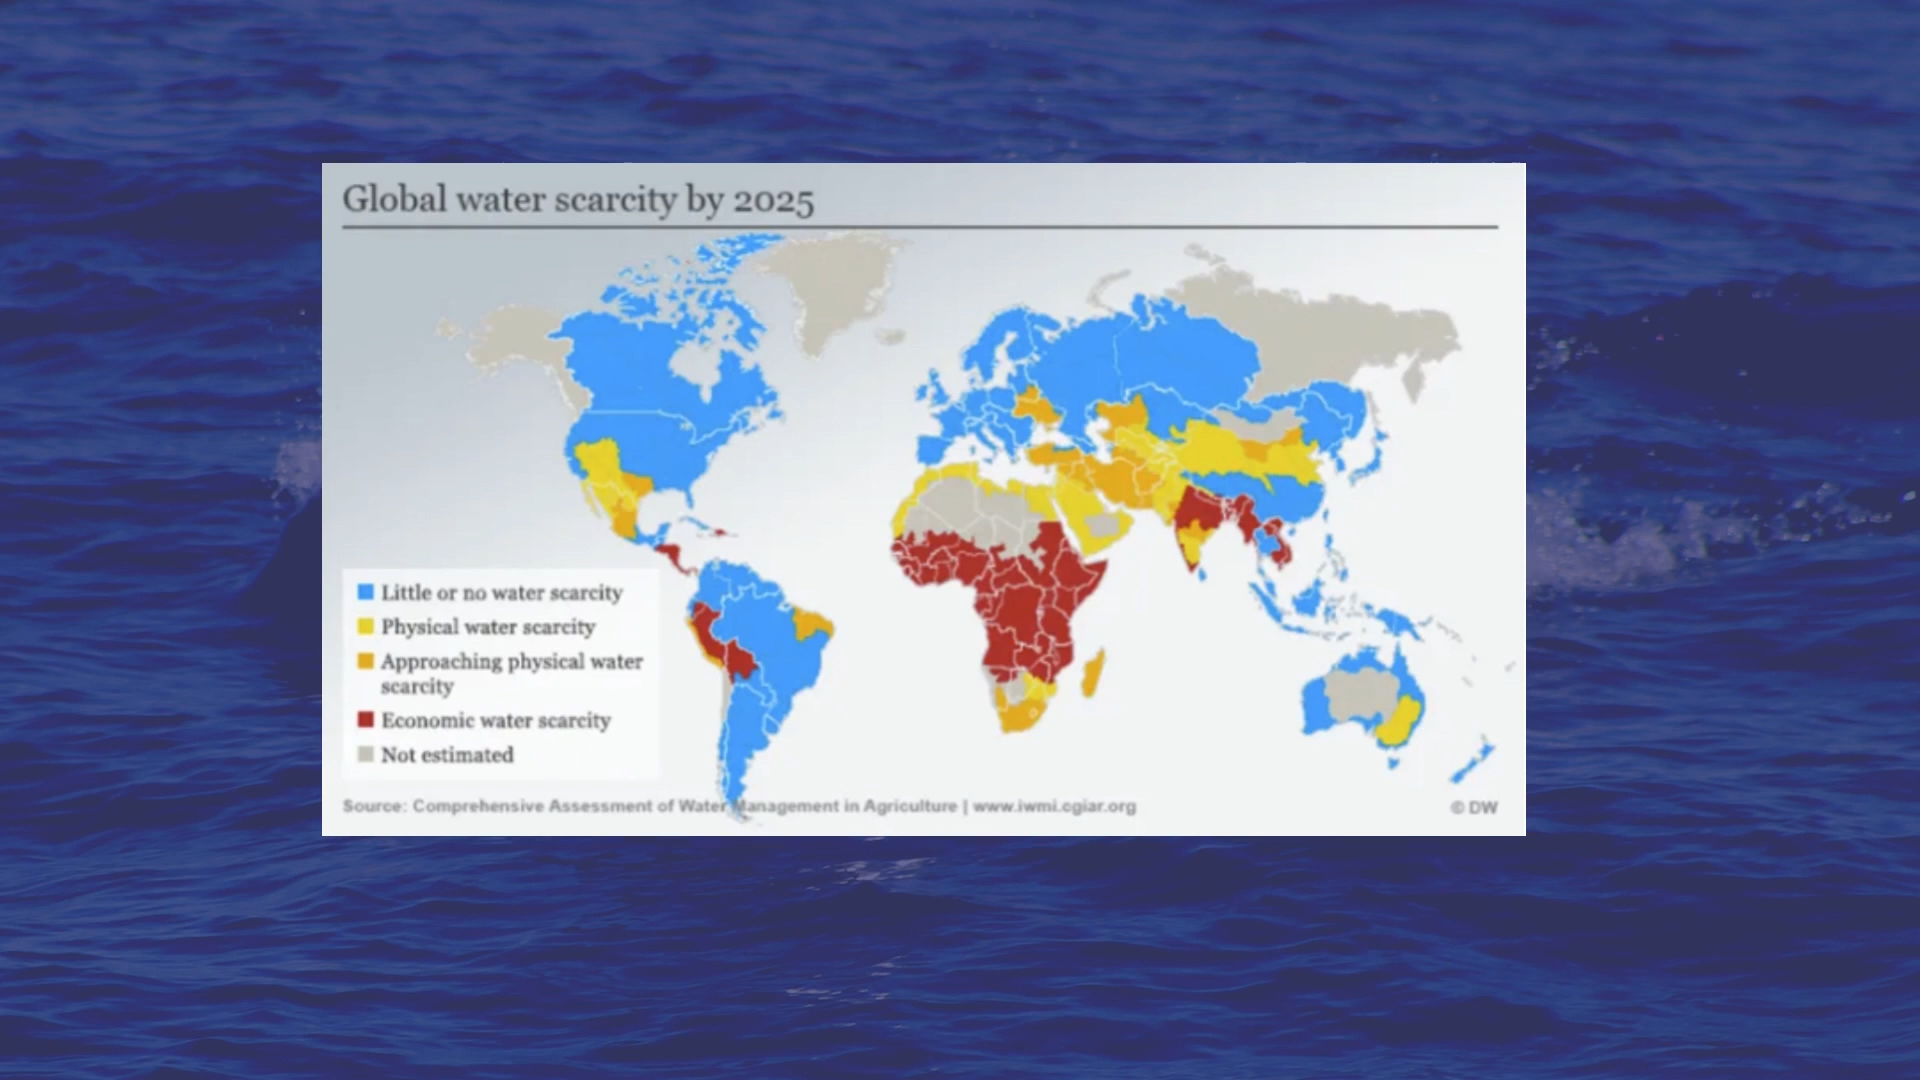 Global water scarcity by 2025
Little or no water scarcity
Physical water scarcity
Approaching physical water
scarcity
Economic water scarcity
Not estimated
Source: Comprehensive Assessment of Water Management in Agriculture | www.iwmi.cgiar.org
© DW